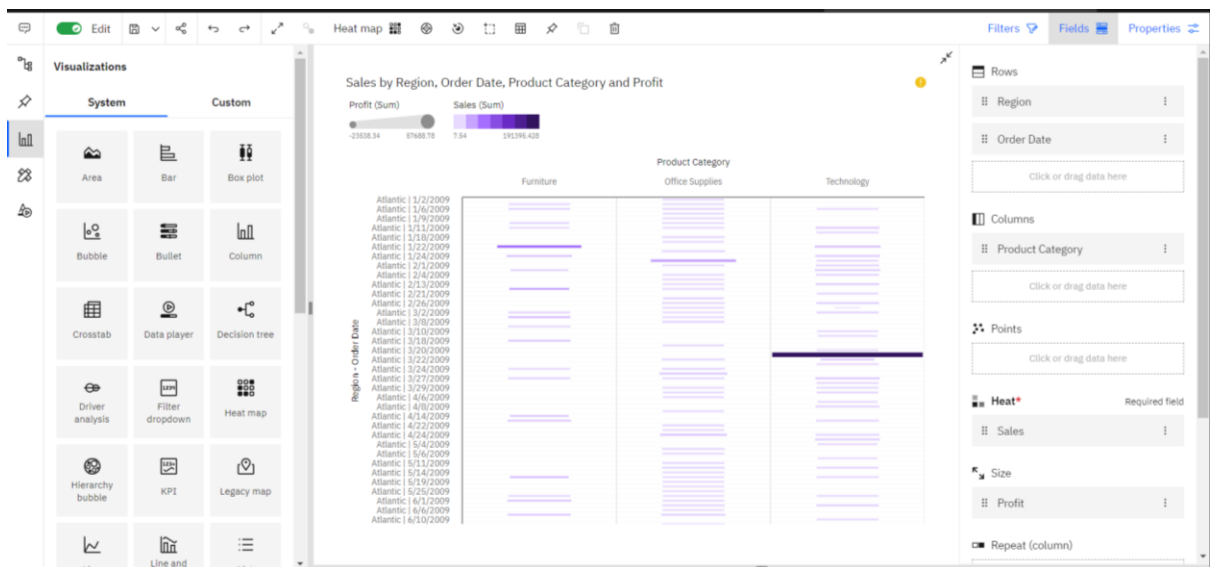 Edit
Heat map
Filters
Fields
Properties
Visualizations
System
Custom
Area
Bar
Box plot
Bubble
Bullet
Column
Crosstab
Data player
Decision tree
Driver
analysis
Filter
dropdown
Heat map
Hierarchy
bubble
KPI
Legacy map
Line and
Sales by Region, Order Date, Product Category and Profit
Profit (Sum)
Sales (Sum)
-23538.34
57688.78
7.54
191395.428
Product Category
Furniture
Office Supplies
Technology
Region - Order Date
Atlantic | 1/2/2009
Atlantic | 1/6/2009
Atlantic | 1/9/2009
Atlantic | 1/11/2009
Atlantic | 1/18/2009
Atlantic | 1/22/2009
Atlantic | 1/24/2009
Atlantic | 2/1/2009
Atlantic | 2/4/2009
Atlantic | 2/13/2009
Atlantic | 2/21/2009
Atlantic | 2/26/2009
Atlantic | 3/2/2009
Atlantic | 3/8/2009
Atlantic | 3/10/2009
Atlantic | 3/18/2009
Atlantic | 3/20/2009
Atlantic | 3/22/2009
Atlantic | 3/24/2009
Atlantic | 3/27/2009
Atlantic | 3/29/2009
Atlantic | 4/6/2009
Atlantic | 4/8/2009
Atlantic | 4/14/2009
Atlantic | 4/22/2009
Atlantic | 4/24/2009
Atlantic | 5/4/2009
Atlantic | 5/6/2009
Atlantic | 5/11/2009
Atlantic | 5/14/2009
Atlantic | 5/19/2009
Atlantic | 5/25/2009
Atlantic | 6/1/2009
Atlantic | 6/6/2009
Atlantic | 6/10/2009
Rows
Region
Order Date
Click or drag data here
Columns
Product Category
Click or drag data here
Points
Click or drag data here
Heat*
Required field
Sales
Size
Profit
Repeat (column)